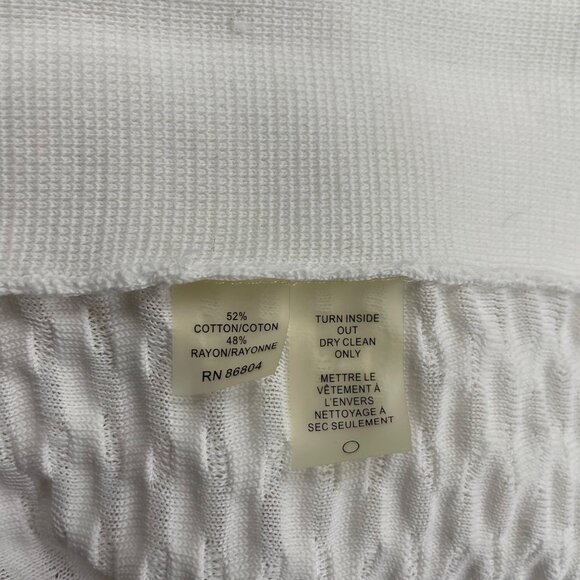 52%
COTTON/COTON
48%
RAYON/RAYONNE
RN 86804
TURN INSIDE
OUT
DRY CLEAN
ONLY
METTRE LE
VÊTEMENT À
L'ENVERS
NETTOYAGE A
SEC SEULEMENT